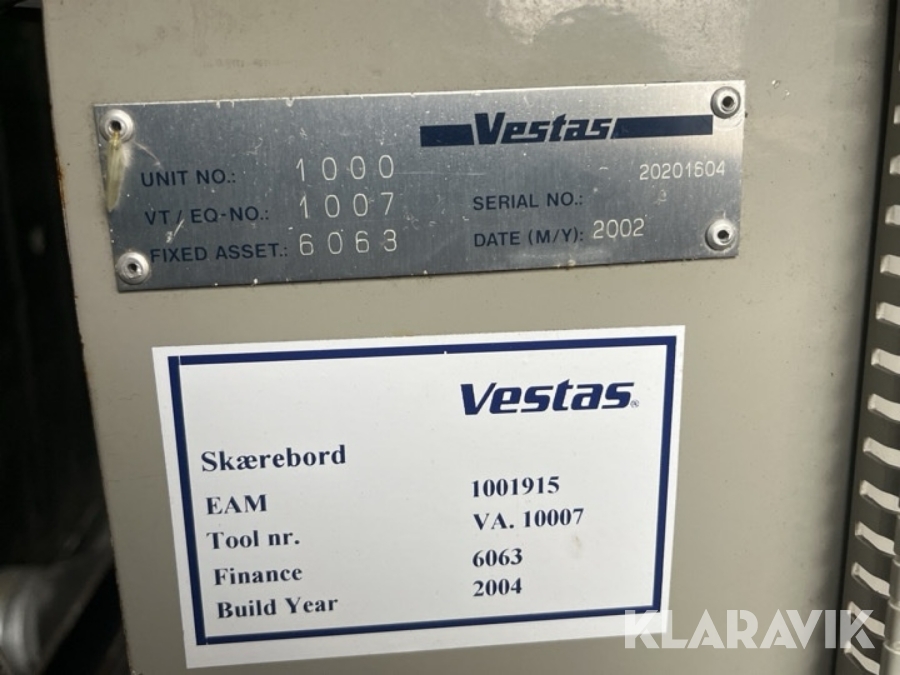 Vestas
UNIT NO.: 1000
VT / EQ-NO.: 1007
FIXED ASSET.: 6063
20201604
SERIAL NO.:
DATE (M/Y): 2002
Vestas®
Skærebord
EAM 1001915
Tool nr. VA. 10007
Finance 6063
Build Year 2004
KLARAVIK